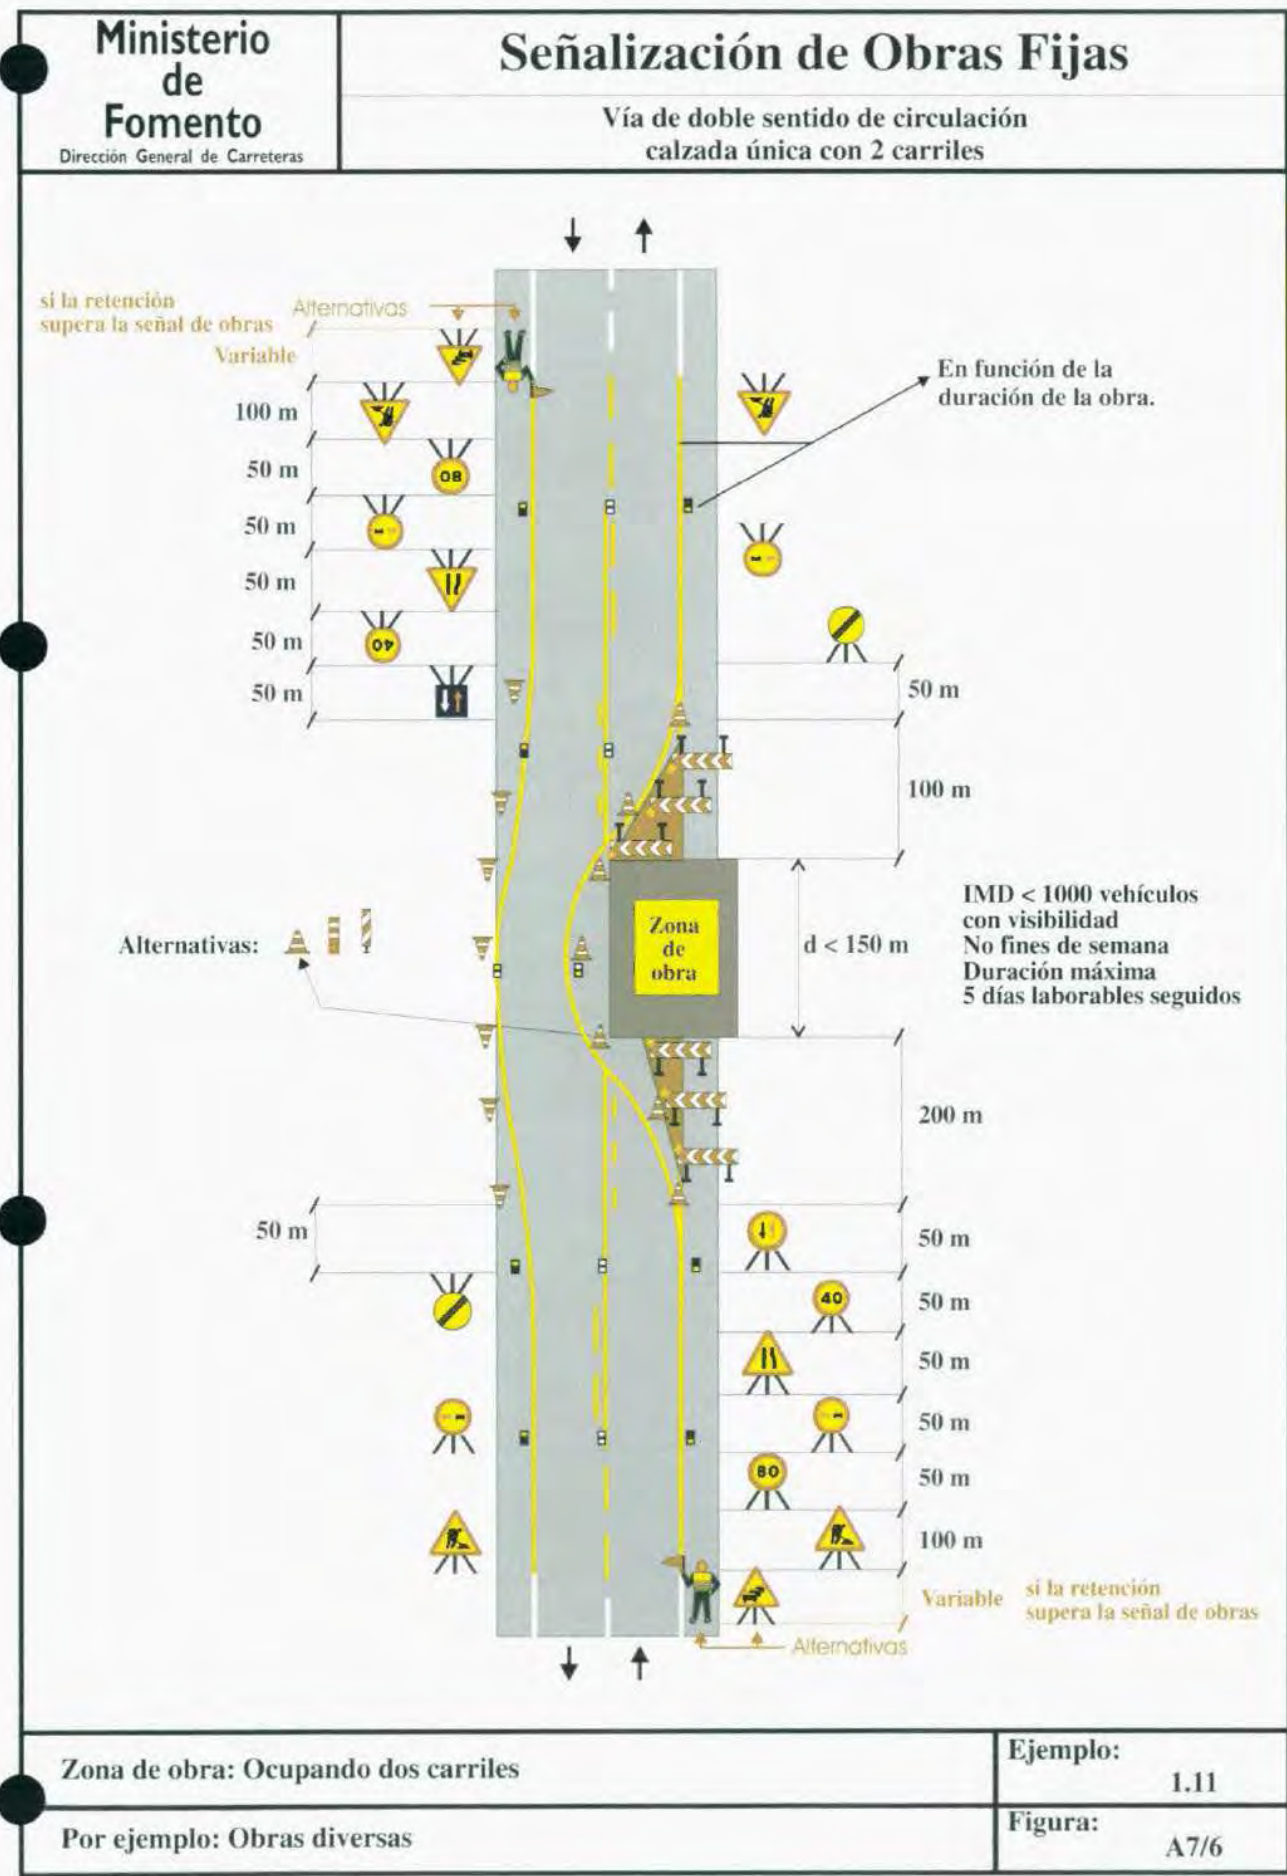 Ministerio
de
Fomento
Dirección General de Carreteras
Señalización de Obras Fijas
Vía de doble sentido de circulación
calzada única con 2 carriles
si la retención
supera la señal de obras
Alternativas
Variable
100 m
50 m
50 m
50 m
50 m
50 m
80
40
En función de la
duración de la obra.
50 m
100 m
Alternativas:
Zona
de
obra
d < 150 m
IMD < 1000 vehículos
con visibilidad
No fines de semana
Duración máxima
5 días laborables seguidos
200 m
50 m
50 m
40
50 m
50 m
50 m
80
50 m
100 m
Variable
si la retención
supera la señal de obras
Alternativas
Zona de obra: Ocupando dos carriles
Ejemplo:
1.11
Por ejemplo: Obras diversas
Figura:
A7/6